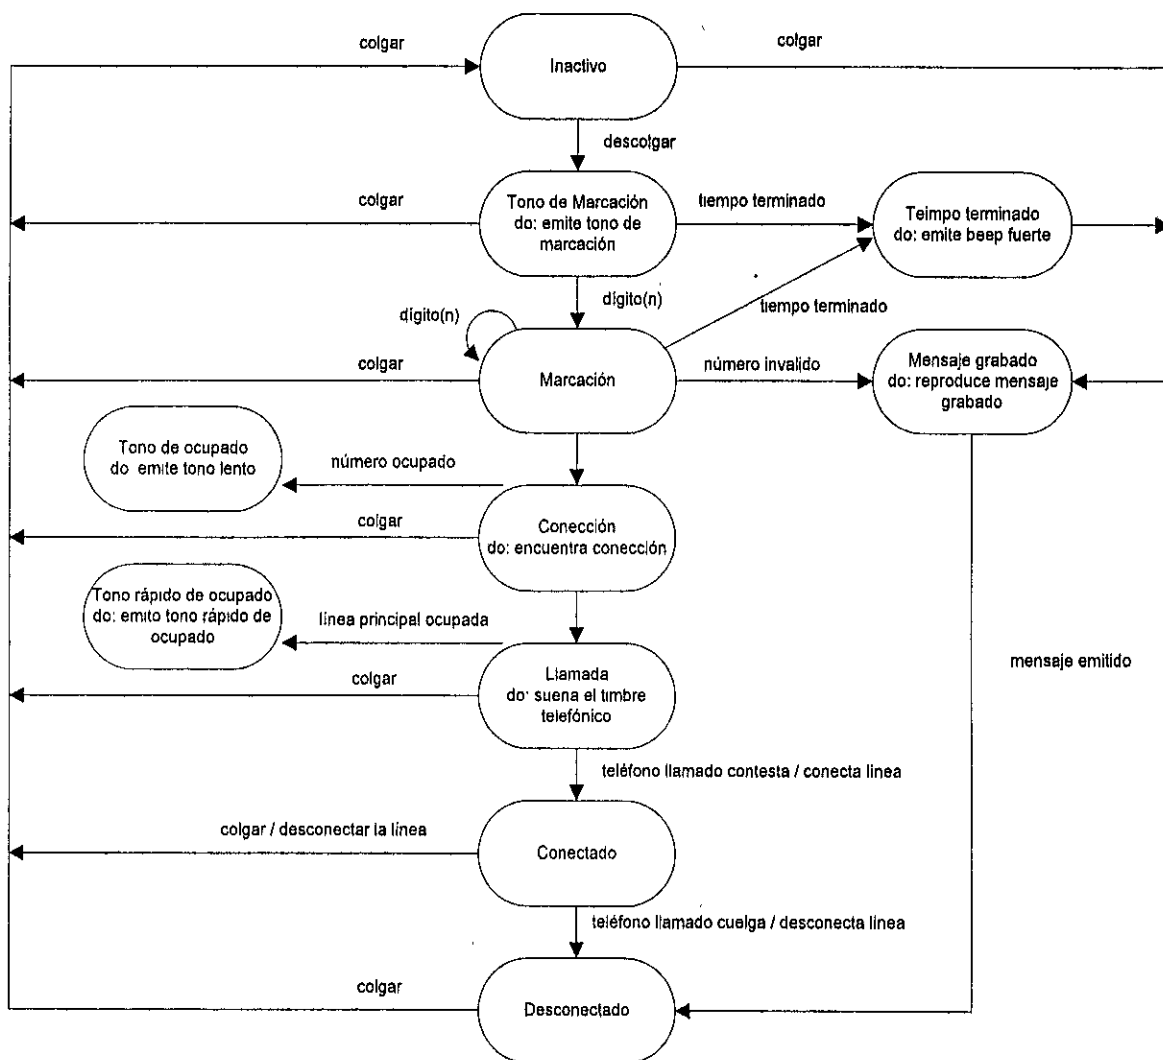 colgar
colgar
Inactivo
descolgar
Tono de Marcación
do: emite tono de
marcación
colgar
tiempo terminado
Teimpo terminado
do: emite beep fuerte
dígito(n)
dígito(n)
tiempo terminado
colgar
Marcación
número invalido
Mensaje grabado
do: reproduce mensaje
grabado
Tono de ocupado
do emite tono lento
número ocupado
colgar
Conección
do: encuentra conección
Tono rápido de ocupado
do: emito tono rápido de
ocupado
línea principal ocupada
mensaje emitido
colgar
Llamada
do: suena el timbre
telefónico
teléfono llamado contesta / conecta línea
colgar / desconectar la línea
Conectado
teléfono llamado cuelga / desconecta línea
colgar
Desconectado